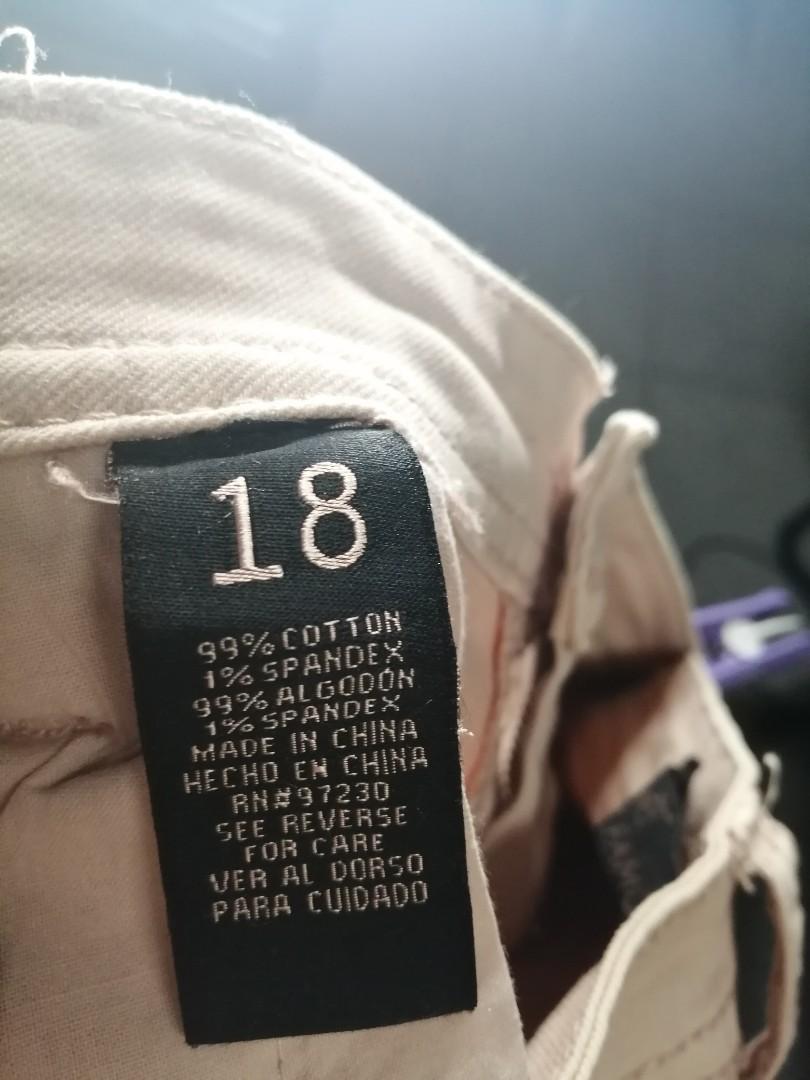 18
99% COTTON
1% SPANDEX
99% ALGODÓN
1% SPANDEX
MADE IN CHINA
HECHO EN CHINA
RN#97230
SEE REVERSE
FOR CARE
VER AL DORSO
PARA CUIDADO